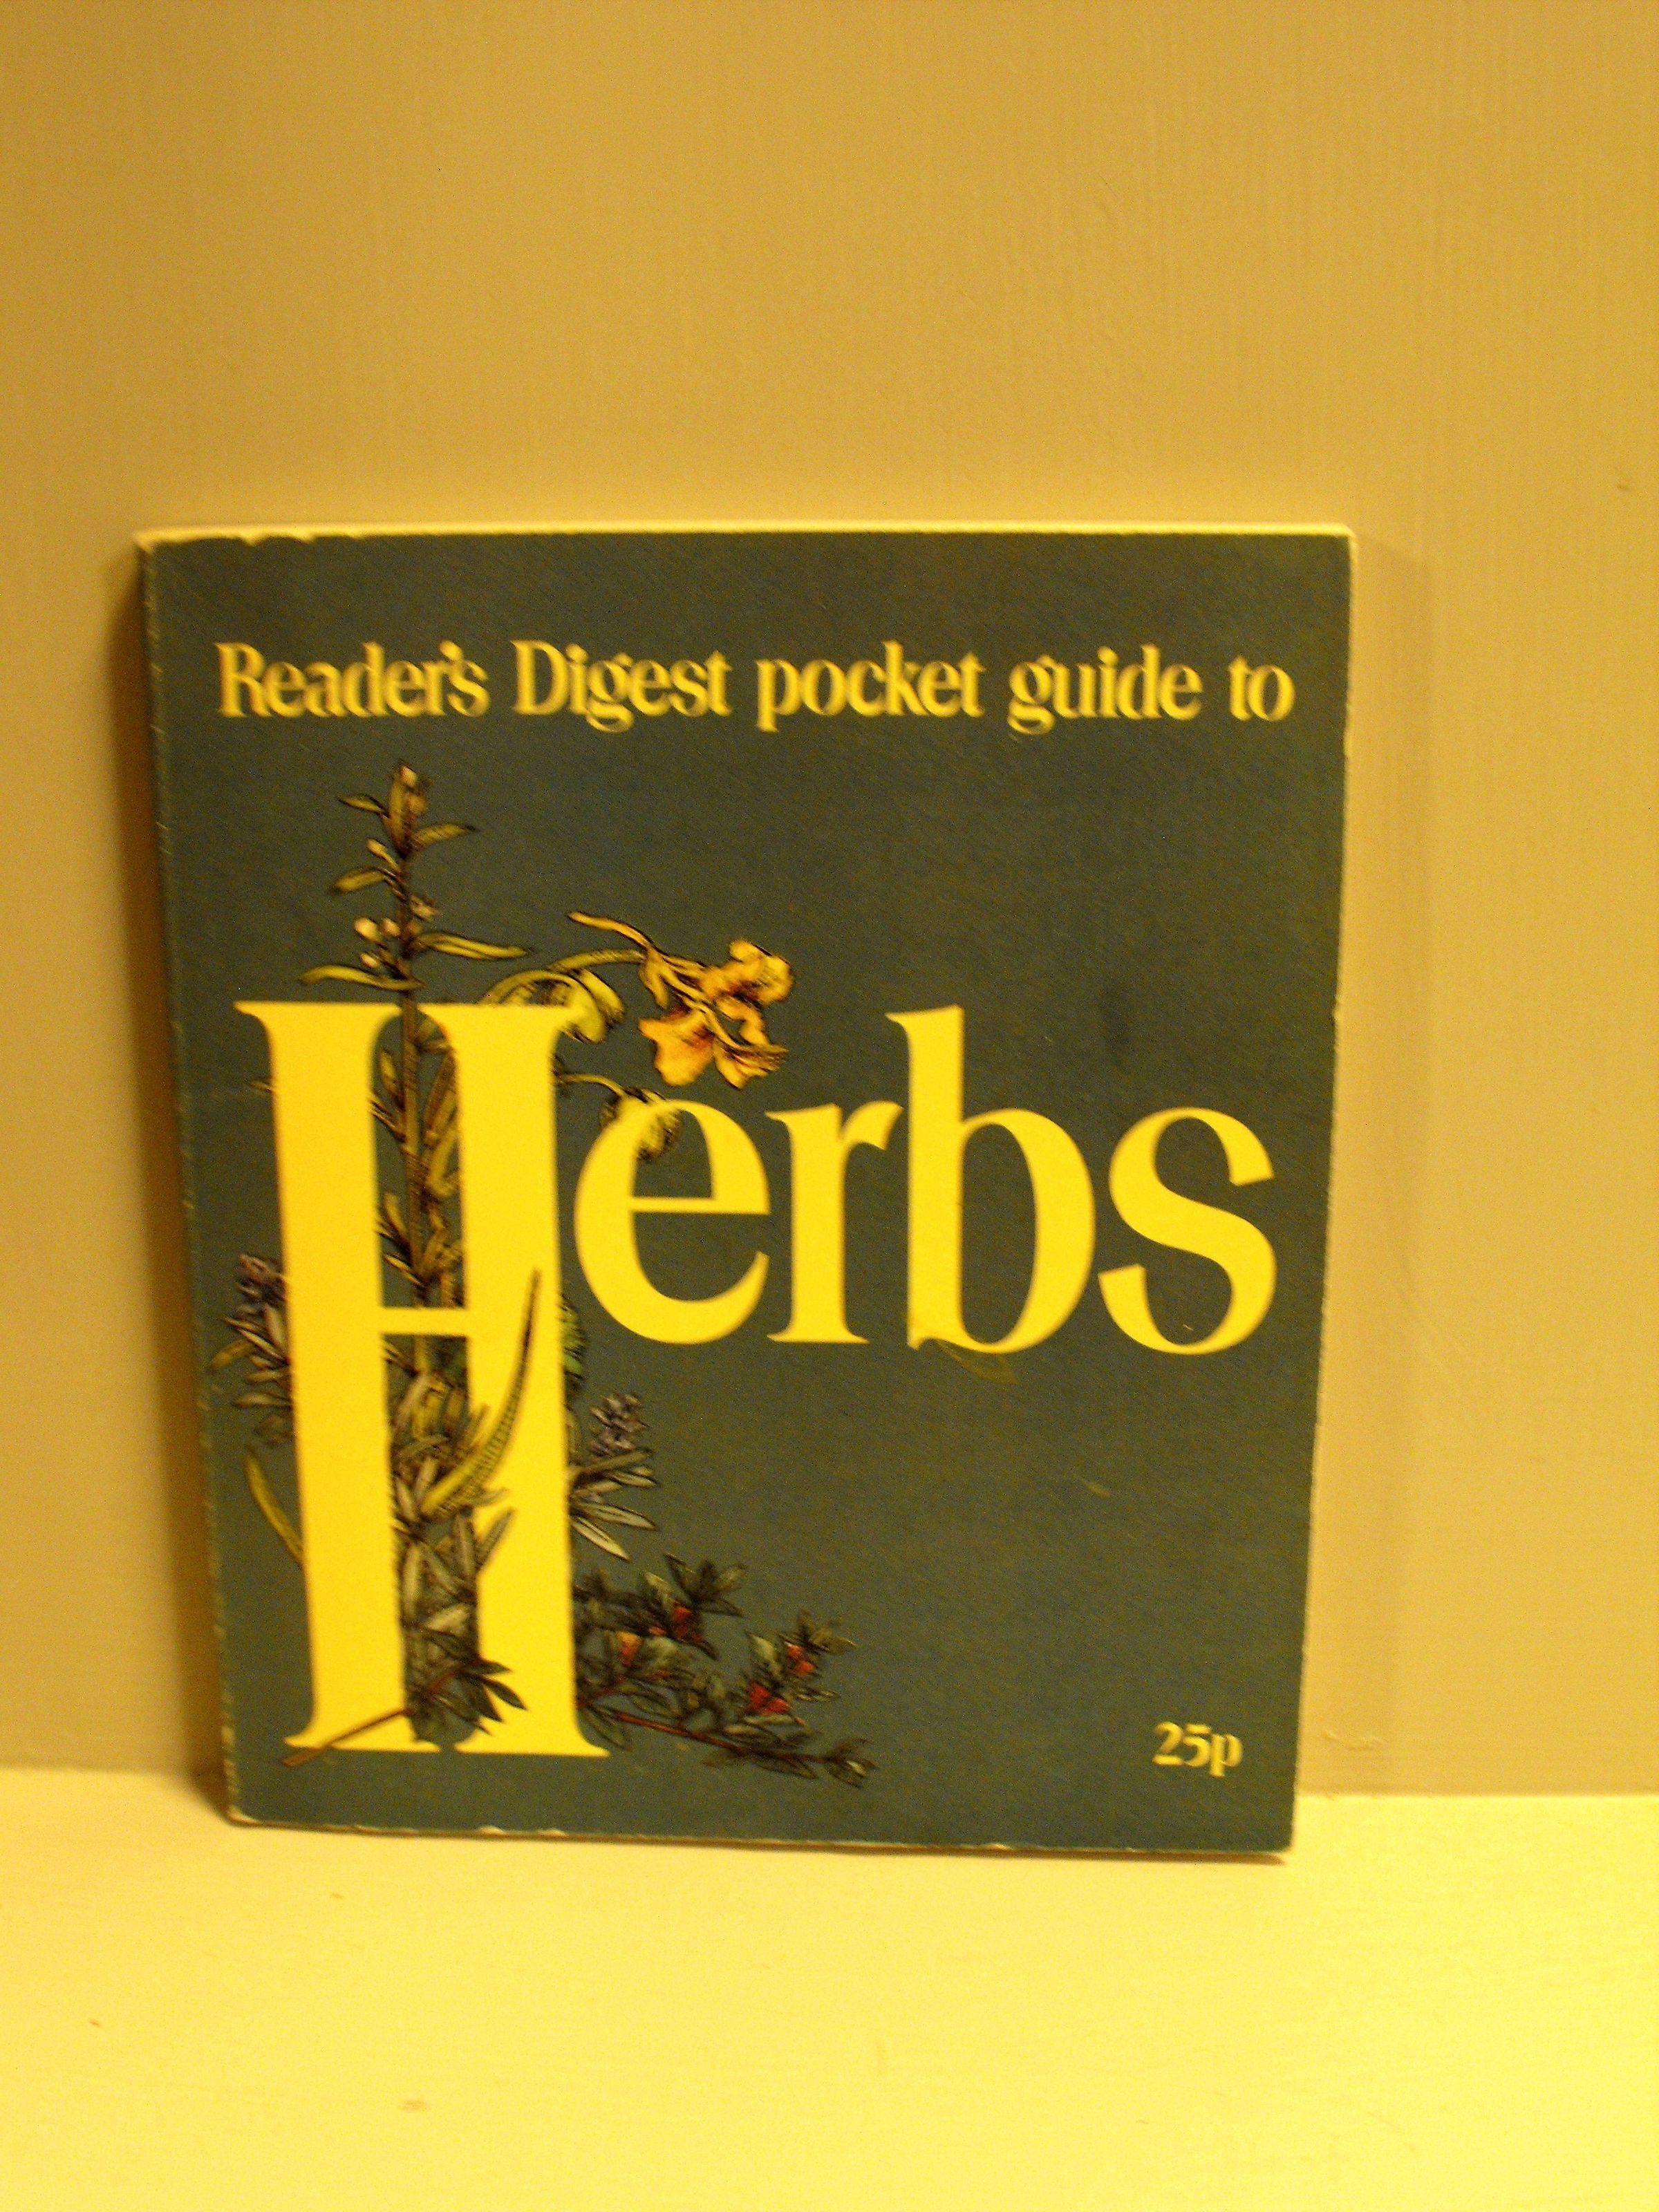 Reader's Digest pocket guide to
Herbs
25p